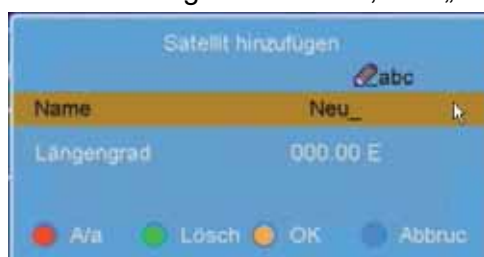 Satellit hinzufügen
abc
Name Neu_
Längengrad 000.00 E
A/a Lösch OK Abbruc